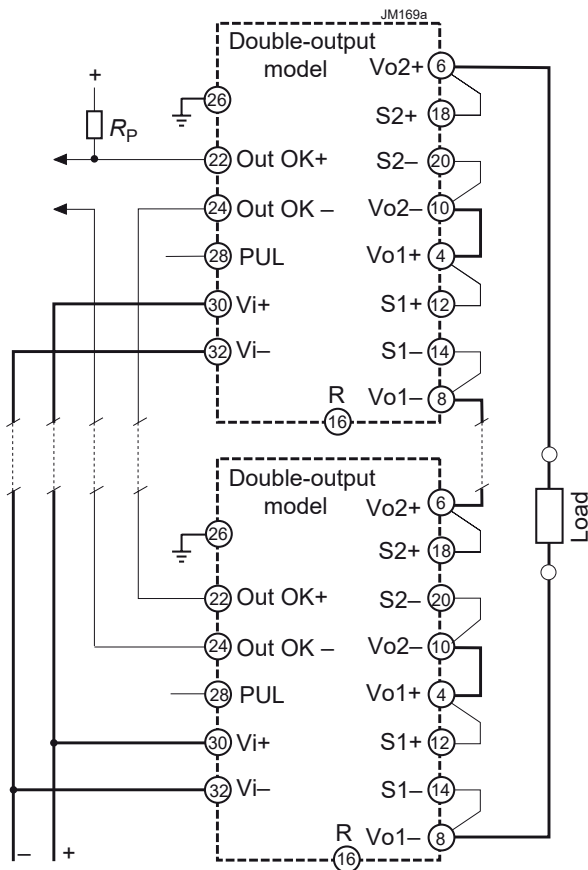 JM169a
Double-output
model
Vo2+ 6
26
S2+ 18
+
RP
22 Out OK+
S2– 20
24 Out OK –
Vo2– 10
28 PUL
Vo1+ 4
30 Vi+
S1+ 12
32 Vi–
S1– 14
R
16
Vo1– 8
Double-output
model
Vo2+ 6
26
S2+ 18
Load
22 Out OK+
S2– 20
24 Out OK –
Vo2– 10
28 PUL
Vo1+ 4
30 Vi+
S1+ 12
32 Vi–
S1– 14
– +
R
16
Vo1– 8